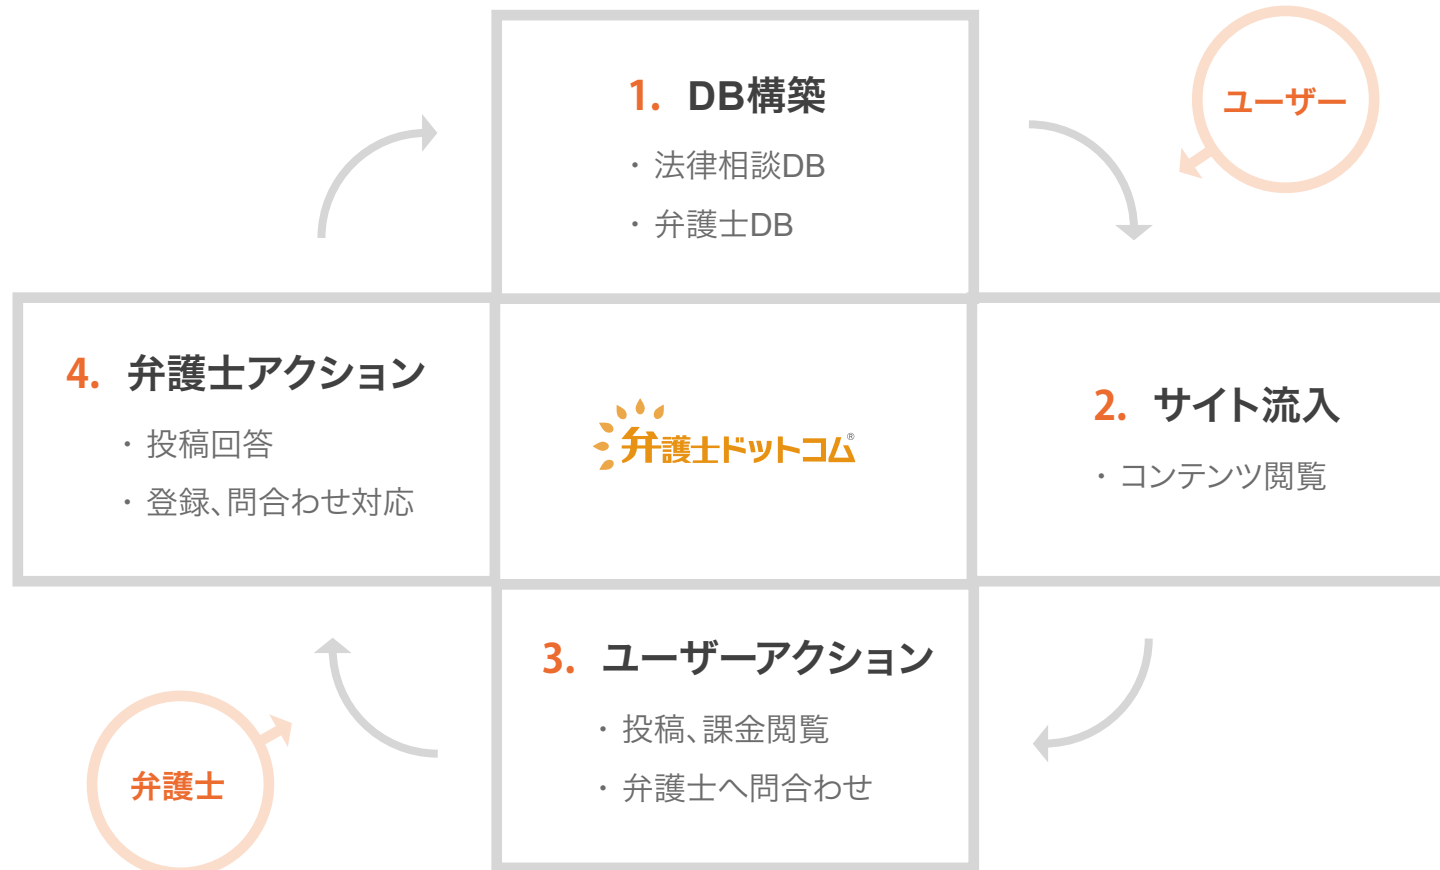 1. DB構築
・法律相談DB
・弁護士DB
ユーザー
4. 弁護士アクション
・投稿回答
・登録、問合わせ対応
弁護士ドットコム®
2. サイト流入
・コンテンツ閲覧
3. ユーザーアクション
・投稿、課金閲覧
・弁護士へ問合わせ
弁護士